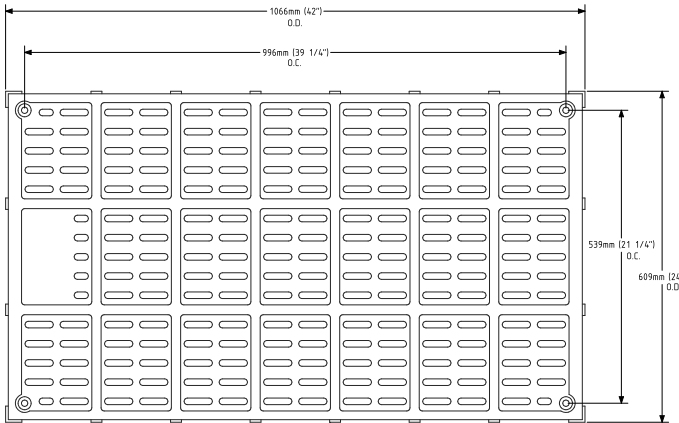 1066mm (42")
O.D.
996mm (39 1/4")
O.C.
539mm (21 1/4")
O.C.
609mm (24
O.D